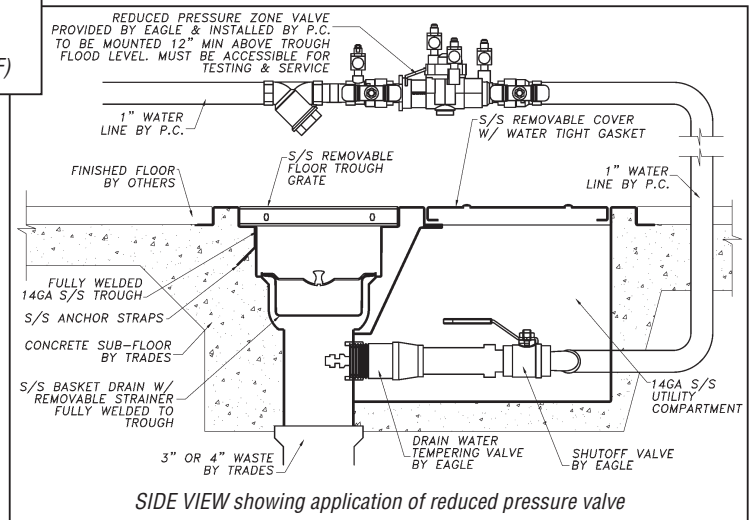 F)
REDUCED PRESSURE ZONE VALVE
PROVIDED BY EAGLE & INSTALLED BY P.C.
TO BE MOUNTED 12" MIN ABOVE TROUGH
FLOOD LEVEL. MUST BE ACCESSIBLE FOR
TESTING & SERVICE
1" WATER
LINE BY P.C.
S/S REMOVABLE COVER
W/ WATER TIGHT GASKET
S/S REMOVABLE
FLOOR TROUGH
GRATE
FINISHED FLOOR
BY OTHERS
1" WATER
LINE BY P.C.
FULLY WELDED
14GA S/S TROUGH
S/S ANCHOR STRAPS
CONCRETE SUB-FLOOR
BY TRADES
S/S BASKET DRAIN W/
REMOVABLE STRAINER
FULLY WELDED TO
TROUGH
14GA S/S
UTILITY
COMPARTMENT
DRAIN WATER
TEMPERING VALVE
BY EAGLE
SHUTOFF VALVE
BY EAGLE
3" OR 4" WASTE
BY TRADES
SIDE VIEW showing application of reduced pressure valve